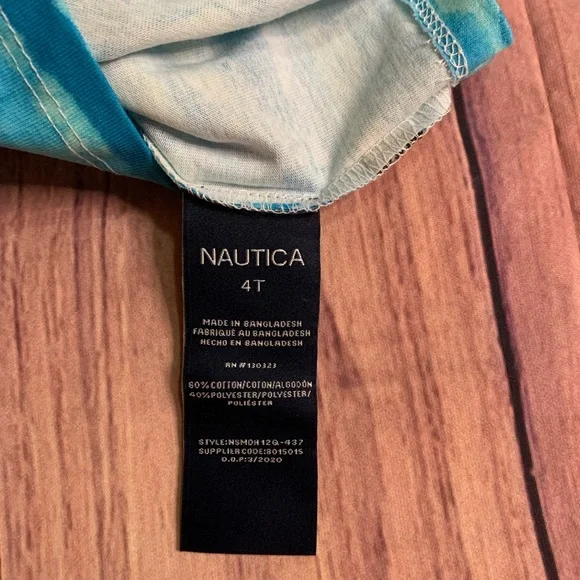 NAUTICA
4T
MADE IN BANGLADESH
FABRIQUÉ AU BANGLADESH
HECHO EN BANGLADESH
RN #130323
60% COTTON/COTON/ALGODÓN
40% POLYESTER/POLYESTER/
POLIÉSTER
STYLE:NSMDH12Q-437
SUPPLIER CODE:8015015
D.O.P:3/2020